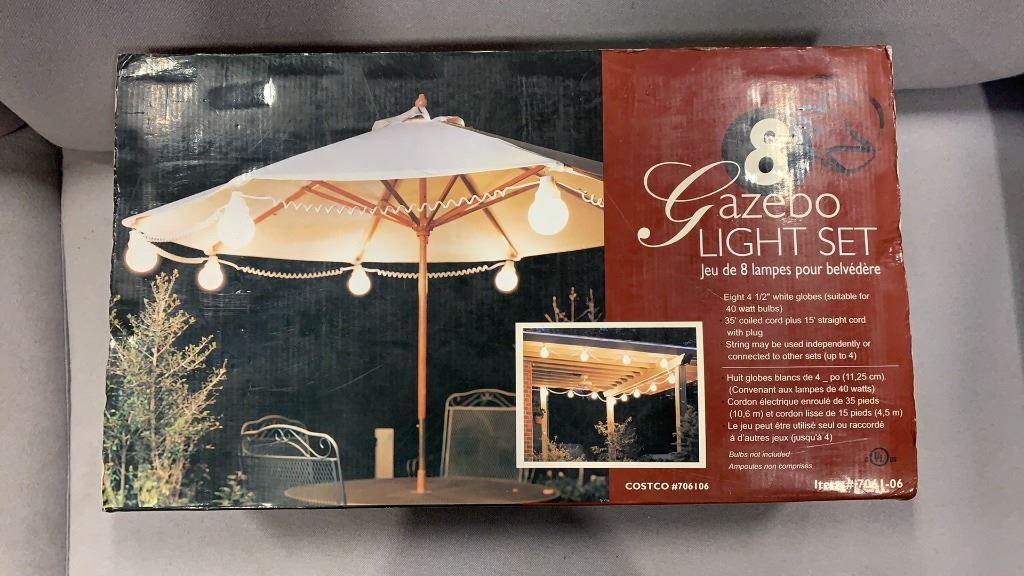 8
Gazebo
LIGHT SET
Jeu de 8 lampes pour belvédère
Eight 4 1/2" white globes (suitable for
40 watt bulbs)
35' coiled cord plus 15' straight cord
with plug
String may be used independently or
connected to other sets (up to 4)
Huit globes blancs de 4 _ po (11,25 cm).
(Convenant aux lampes de 40 watts)
Cordon électrique enroulé de 35 pieds
(10,6 m) et cordon lisse de 15 pieds (4,5 m)
Le jeu peut être utilisé seul ou raccordé
à d'autres jeux (jusqu'à 4)
Bulbs not included
Ampoules non comprises
UL
COSTCO #706106
Item# 7061-06